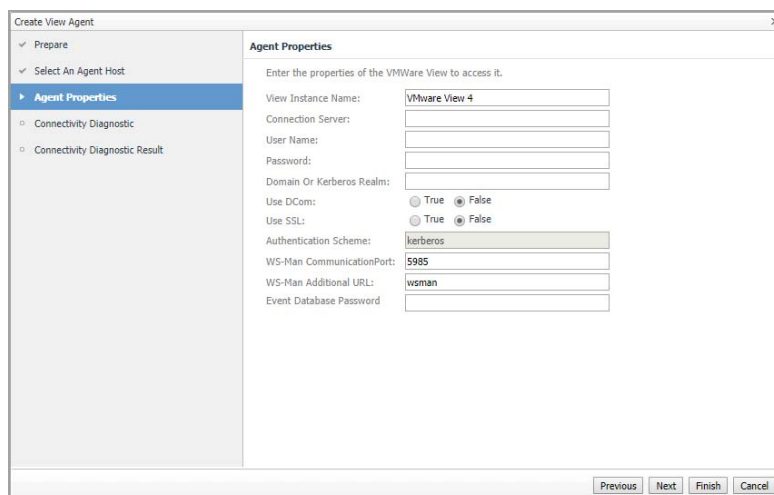 Create View Agent
Prepare
Select An Agent Host
Agent Properties
Connectivity Diagnostic
Connectivity Diagnostic Result
Agent Properties
Enter the properties of the VMWare View to access it.
View Instance Name: VMware View 4
Connection Server:
User Name:
Password:
Domain Or Kerberos Realm:
Use DCom: True False
Use SSL: True False
Authentication Scheme: kerberos
WS-Man CommunicationPort: 5985
WS-Man Additional URL: wsman
Event Database Password
Previous Next Finish Cancel